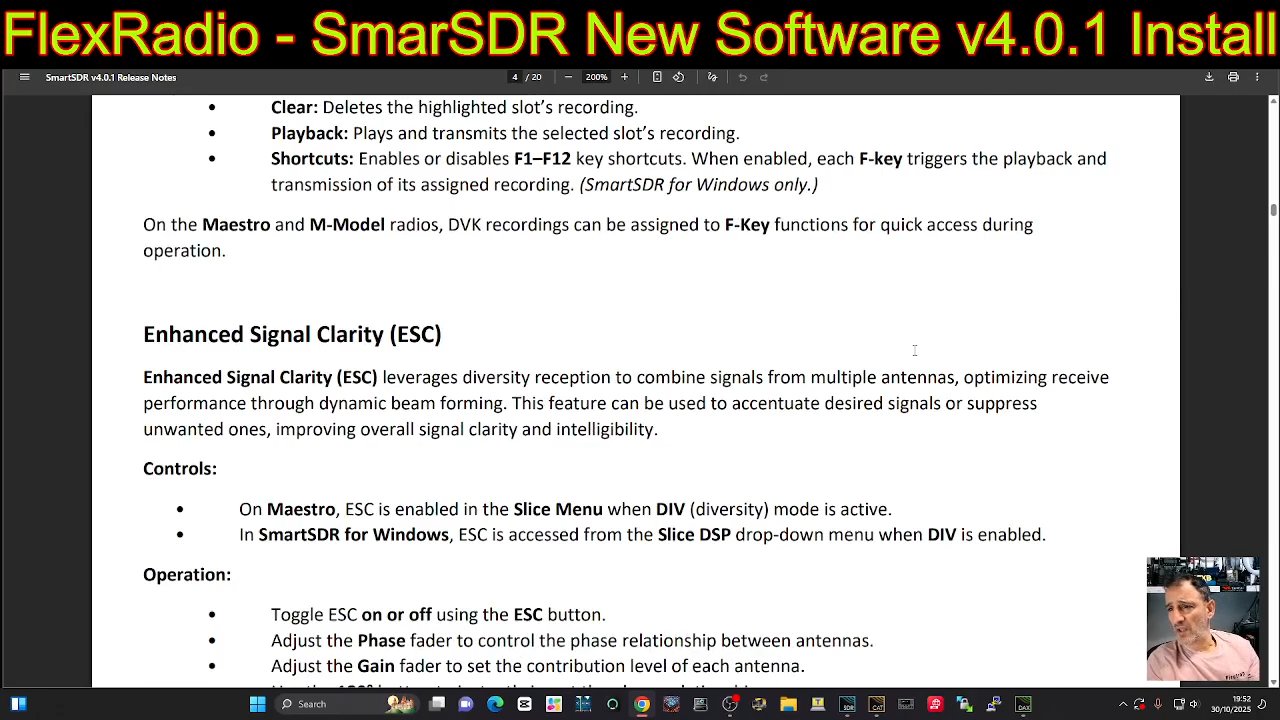 FlexRadio - SmarSDR New Software v4.0.1 Install
SmartSDR v4.0.1 Release Notes
4 / 20
200%
• Clear: Deletes the highlighted slot's recording.
• Playback: Plays and transmits the selected slot's recording.
• Shortcuts: Enables or disables F1–F12 key shortcuts. When enabled, each F-key triggers the playback and
transmission of its assigned recording. (SmartSDR for Windows only.)
On the Maestro and M-Model radios, DVK recordings can be assigned to F-Key functions for quick access during
operation.
Enhanced Signal Clarity (ESC)
Enhanced Signal Clarity (ESC) leverages diversity reception to combine signals from multiple antennas, optimizing receive
performance through dynamic beam forming. This feature can be used to accentuate desired signals or suppress
unwanted ones, improving overall signal clarity and intelligibility.
Controls:
• On Maestro, ESC is enabled in the Slice Menu when DIV (diversity) mode is active.
• In SmartSDR for Windows, ESC is accessed from the Slice DSP drop-down menu when DIV is enabled.
Operation:
• Toggle ESC on or off using the ESC button.
• Adjust the Phase fader to control the phase relationship between antennas.
• Adjust the Gain fader to set the contribution level of each antenna.
Search
SDR
CAT
DAX
19:52
30/10/2025